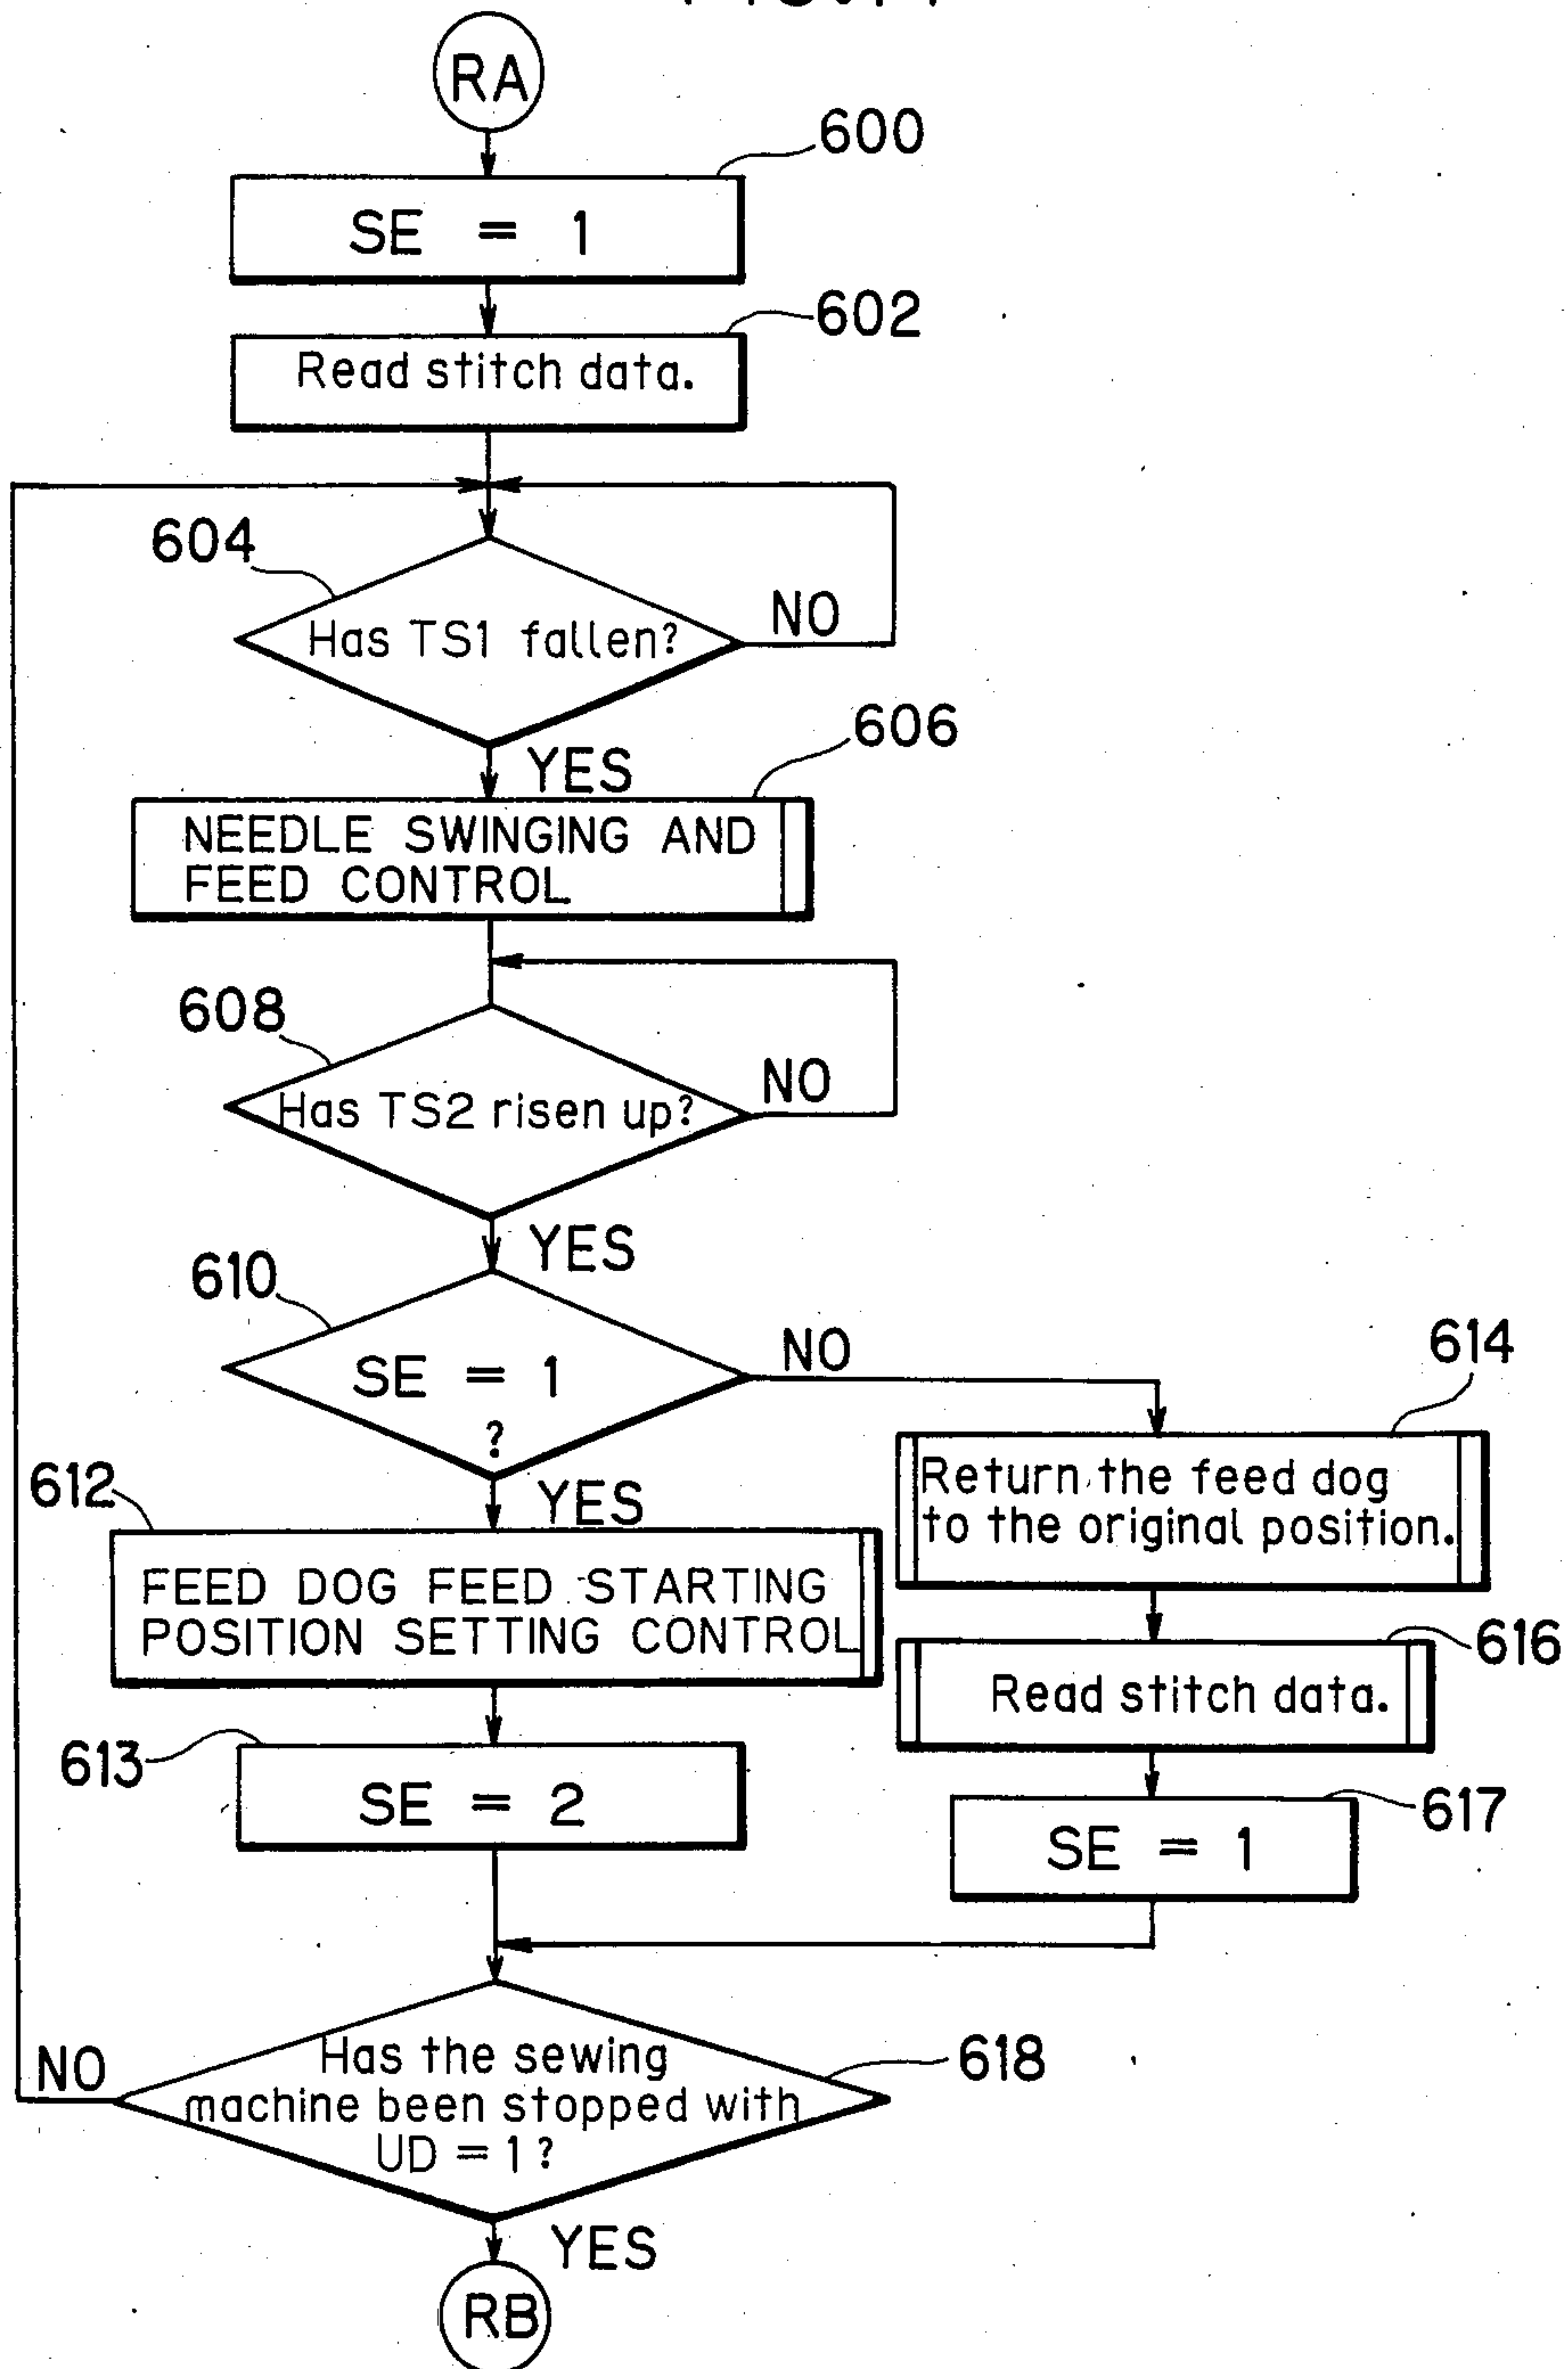 RA
600
SE = 1
602
Read stitch data.
604
Has TS1 fallen?
NO
YES
606
NEEDLE SWINGING AND
FEED CONTROL
608
Has TS2 risen up?
NO
YES
610
SE = 1
?
NO
YES
614
Return the feed dog
to the original position.
612
FEED DOG FEED STARTING
POSITION SETTING CONTROL
616
Read stitch data.
613
SE = 2
617
SE = 1
618
Has the sewing
machine been stopped with
UD = 1 ?
NO
YES
RB